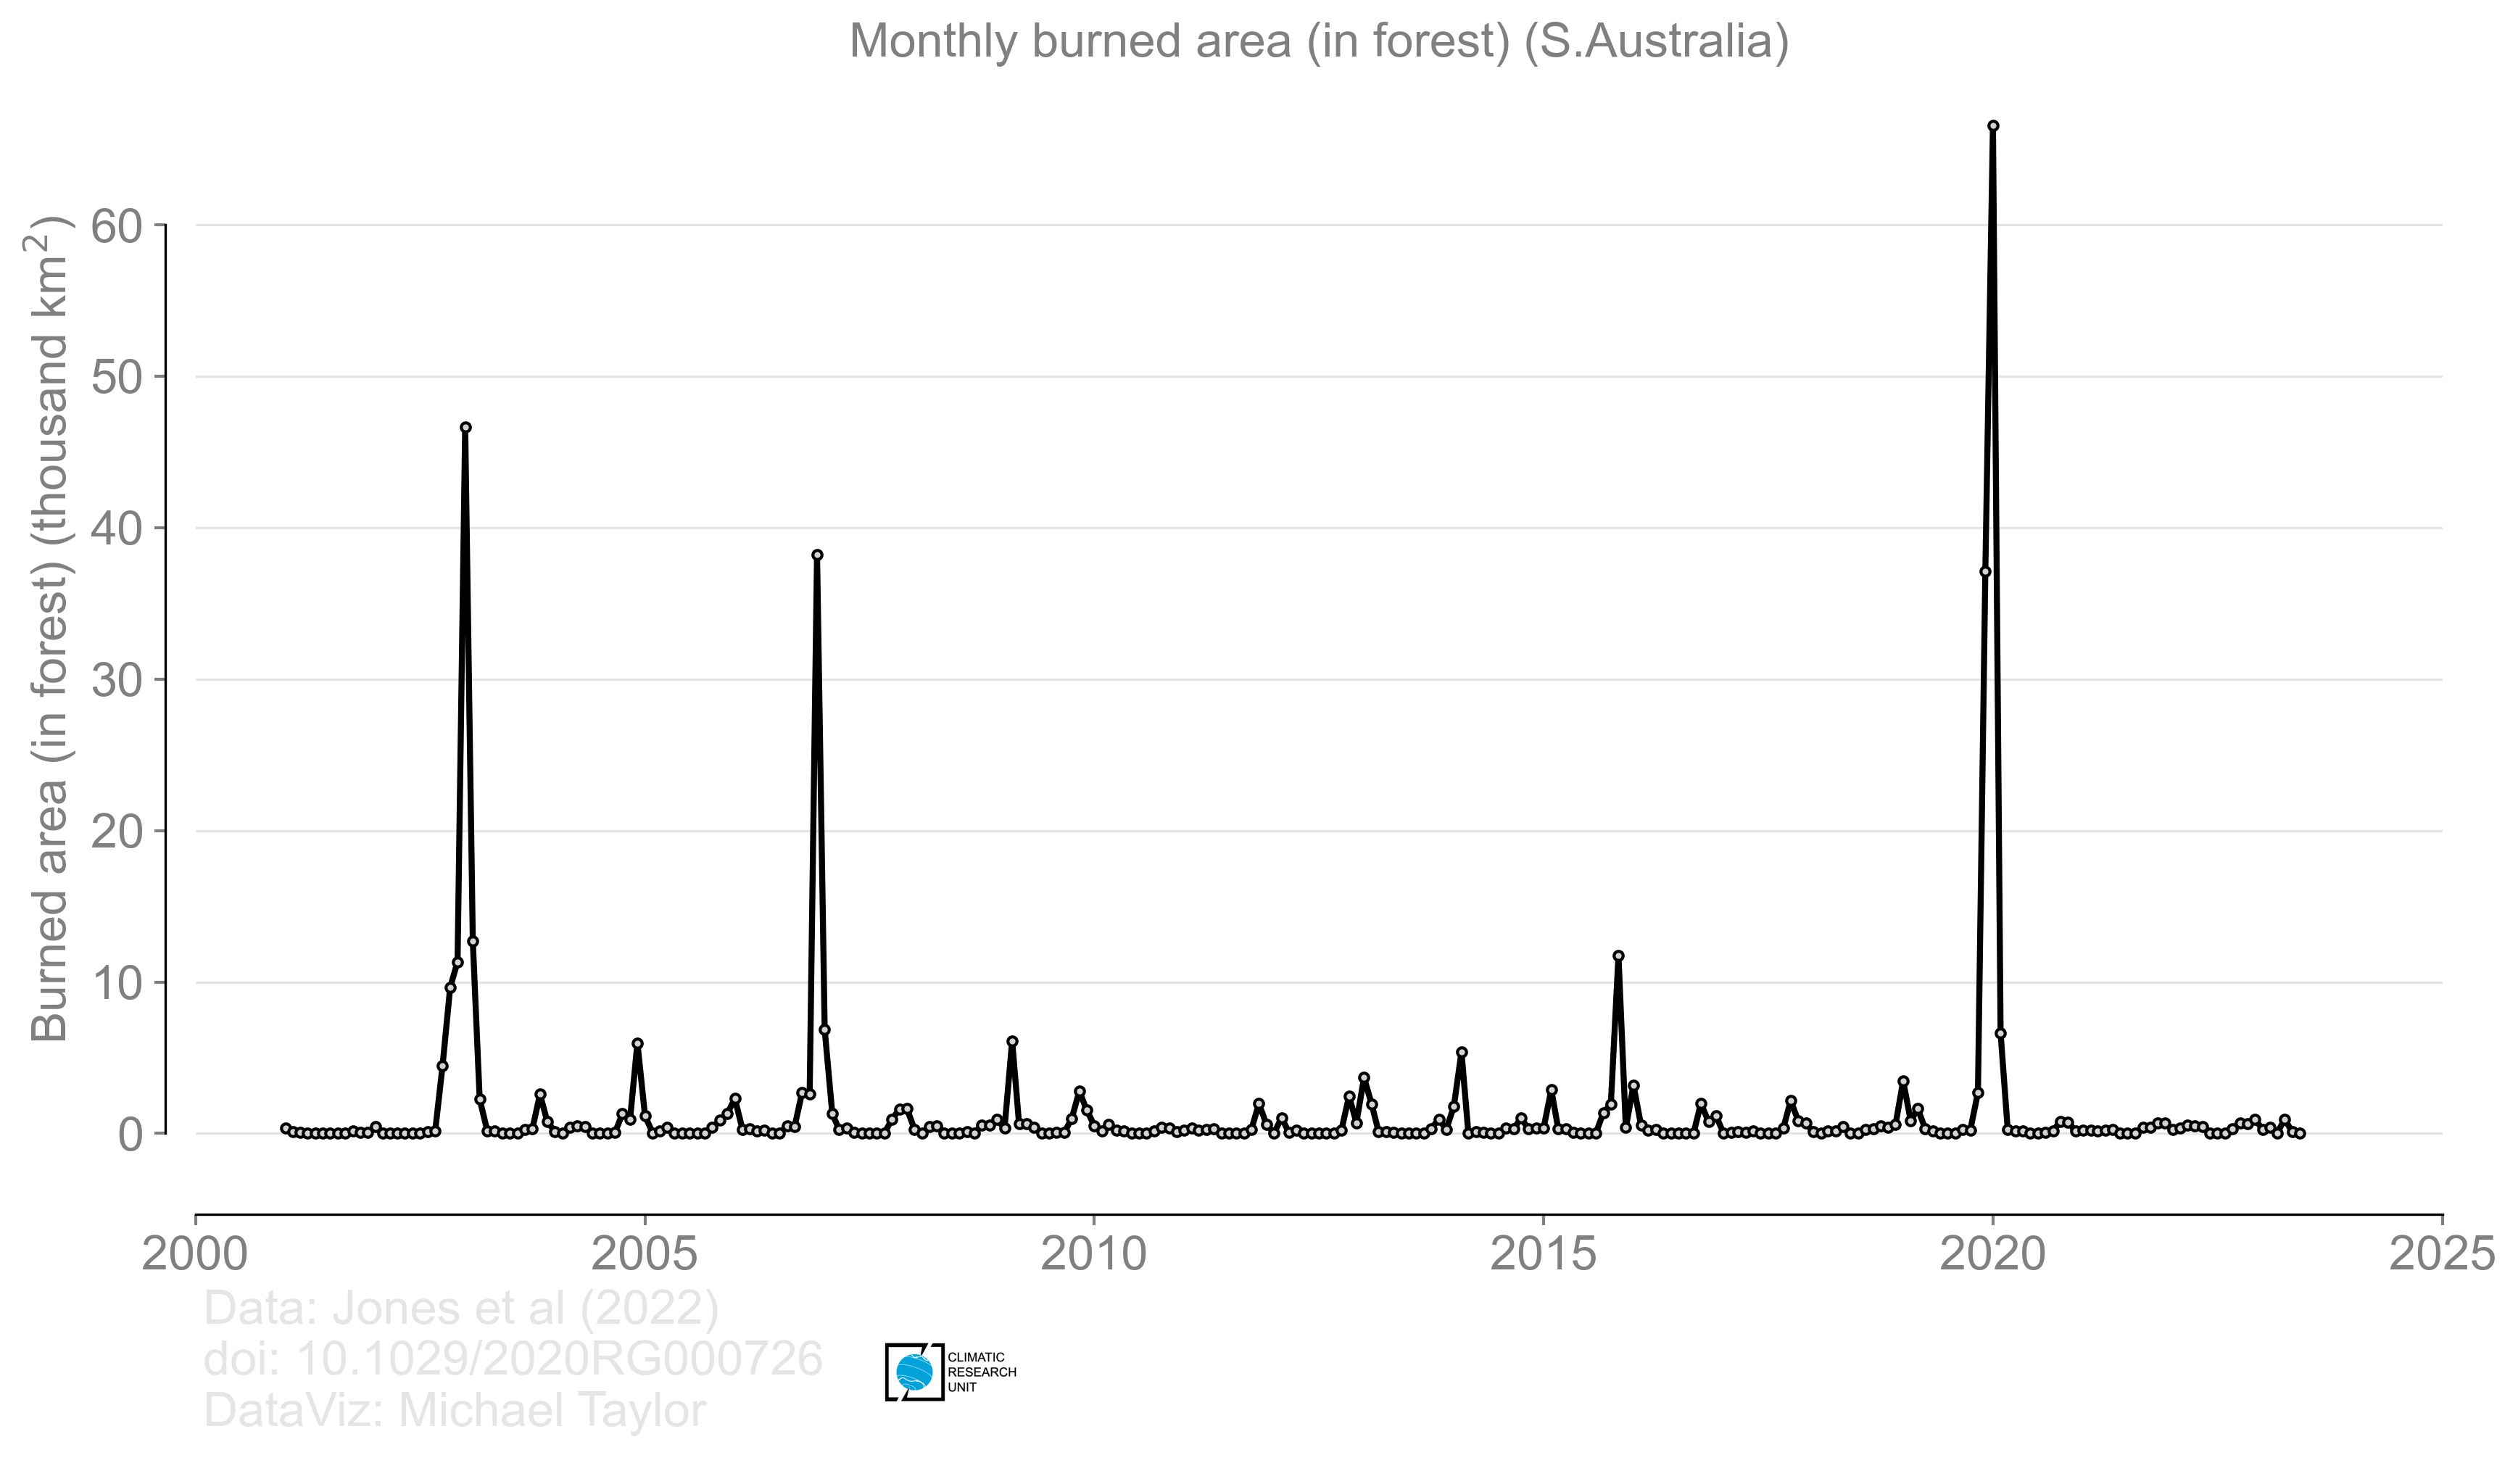 Monthly burned area (in forest) (S.Australia)
Burned area (in forest) (thousand km²)
60
50
40
30
20
10
0
2000 2005 2010 2015 2020 2025
Data: Jones et al (2022)
doi: 10.1029/2020RG000726
DataViz: Michael Taylor
CLIMATIC
RESEARCH
UNIT